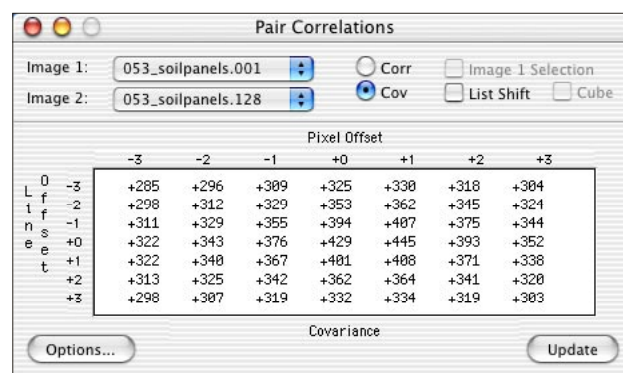 Pair Correlations
Image 1: 053_soilpanels.001 Corr Image 1 Selection
Image 2: 053_soilpanels.128 Cov List Shift Cube
Pixel Offset
-3 -2 -1 +0 +1 +2 +3
Line Offset
-3 +285 +296 +309 +325 +330 +318 +304
-2 +298 +312 +329 +353 +362 +345 +324
-1 +311 +329 +355 +394 +407 +375 +344
+0 +322 +343 +376 +429 +445 +393 +352
+1 +322 +340 +367 +401 +408 +371 +338
+2 +313 +325 +342 +362 +364 +341 +320
+3 +298 +307 +319 +332 +334 +319 +303
Covariance
Options... Update